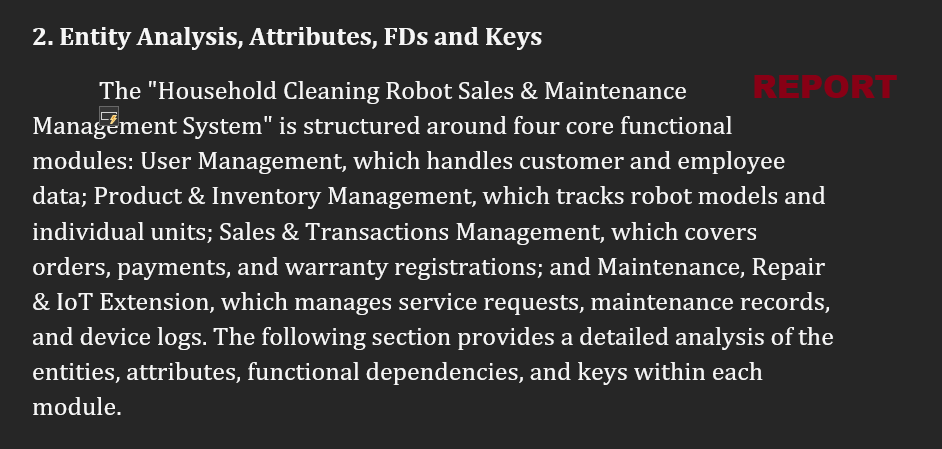 2. Entity Analysis, Attributes, FDs and Keys
The "Household Cleaning Robot Sales & Maintenance
REPORT
Management System" is structured around four core functional
modules: User Management, which handles customer and employee
data; Product & Inventory Management, which tracks robot models and
individual units; Sales & Transactions Management, which covers
orders, payments, and warranty registrations; and Maintenance, Repair
& IoT Extension, which manages service requests, maintenance records,
and device logs. The following section provides a detailed analysis of the
entities, attributes, functional dependencies, and keys within each
module.